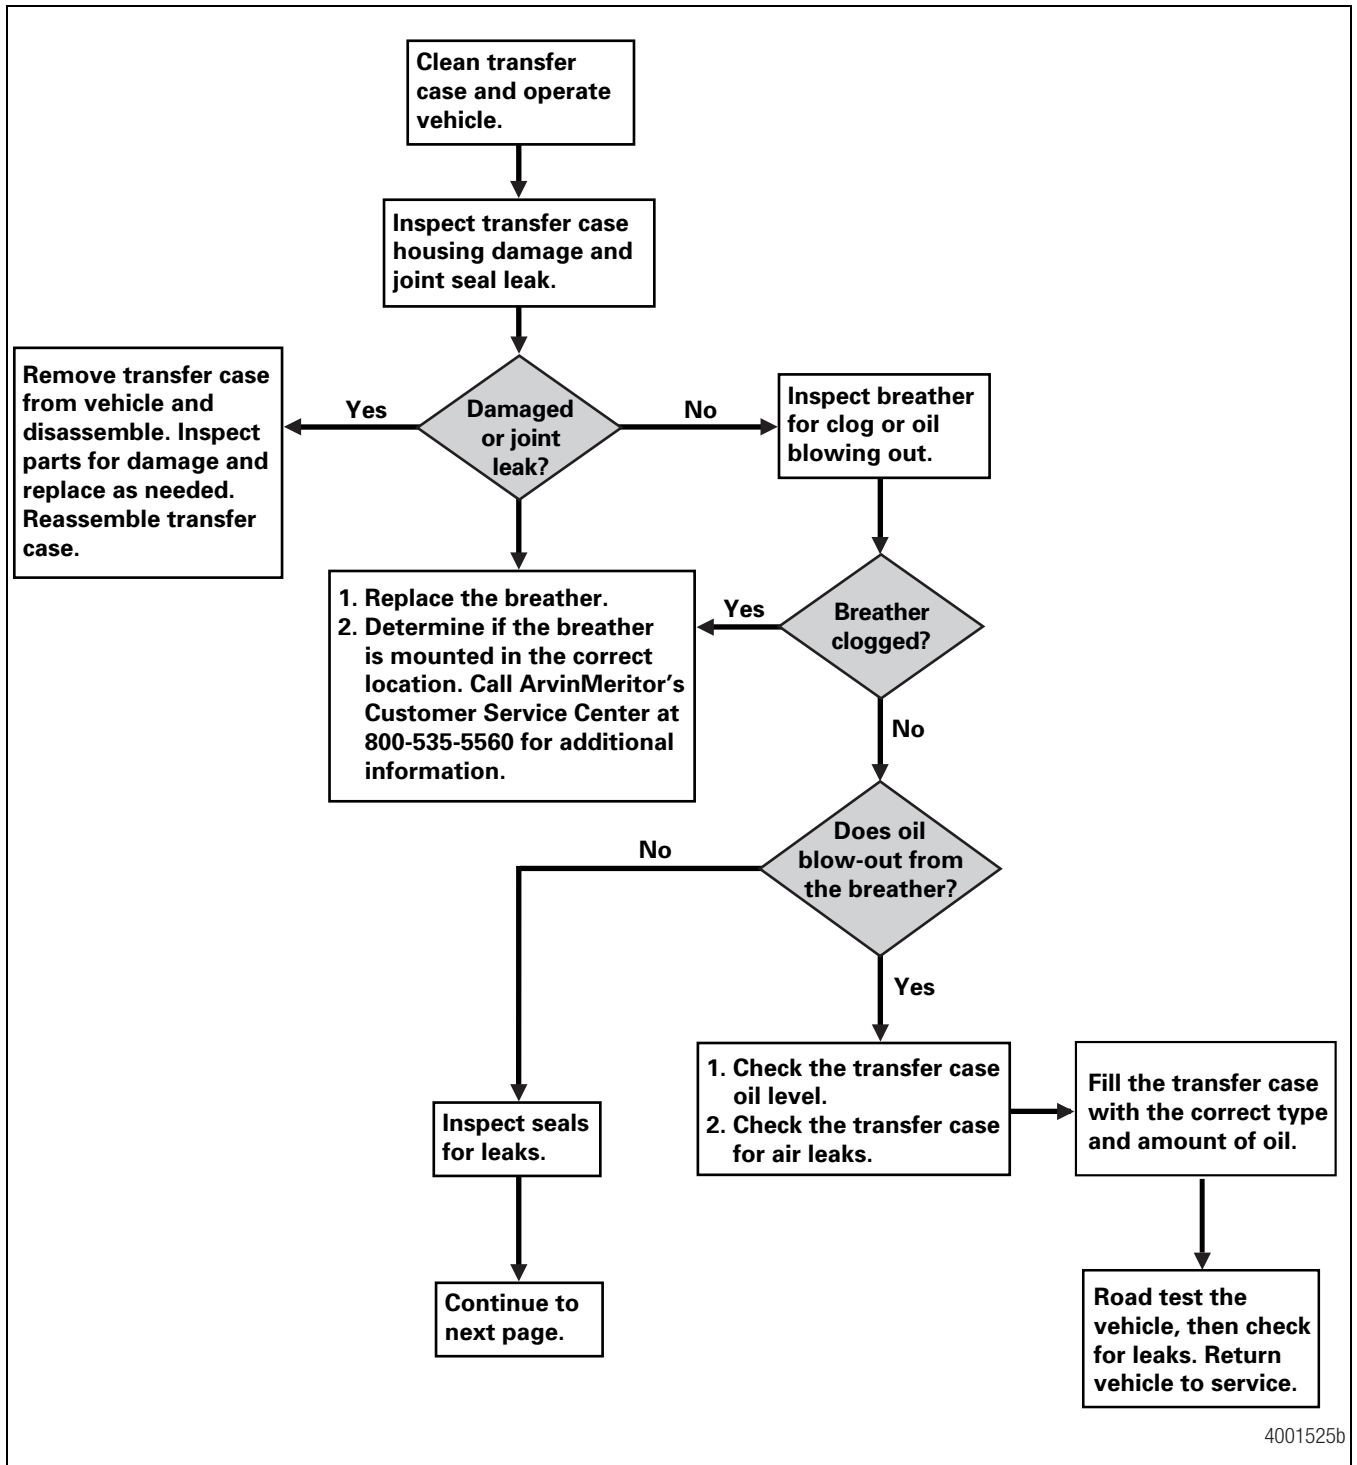 Clean transfer
case and operate
vehicle.
Inspect transfer case
housing damage and
joint seal leak.
Remove transfer case
from vehicle and
disassemble. Inspect
parts for damage and
replace as needed.
Reassemble transfer
case.
Yes
Damaged
or joint
leak?
No
Inspect breather
for clog or oil
blowing out.
1. Replace the breather.
2. Determine if the breather
is mounted in the correct
location. Call ArvinMeritor's
Customer Service Center at
800-535-5560 for additional
information.
Yes
Breather
clogged?
No
Does oil
blow-out from
the breather?
No
Yes
Inspect seals
for leaks.
1. Check the transfer case
oil level.
2. Check the transfer case
for air leaks.
Fill the transfer case
with the correct type
and amount of oil.
Continue to
next page.
Road test the
vehicle, then check
for leaks. Return
vehicle to service.
4001525b